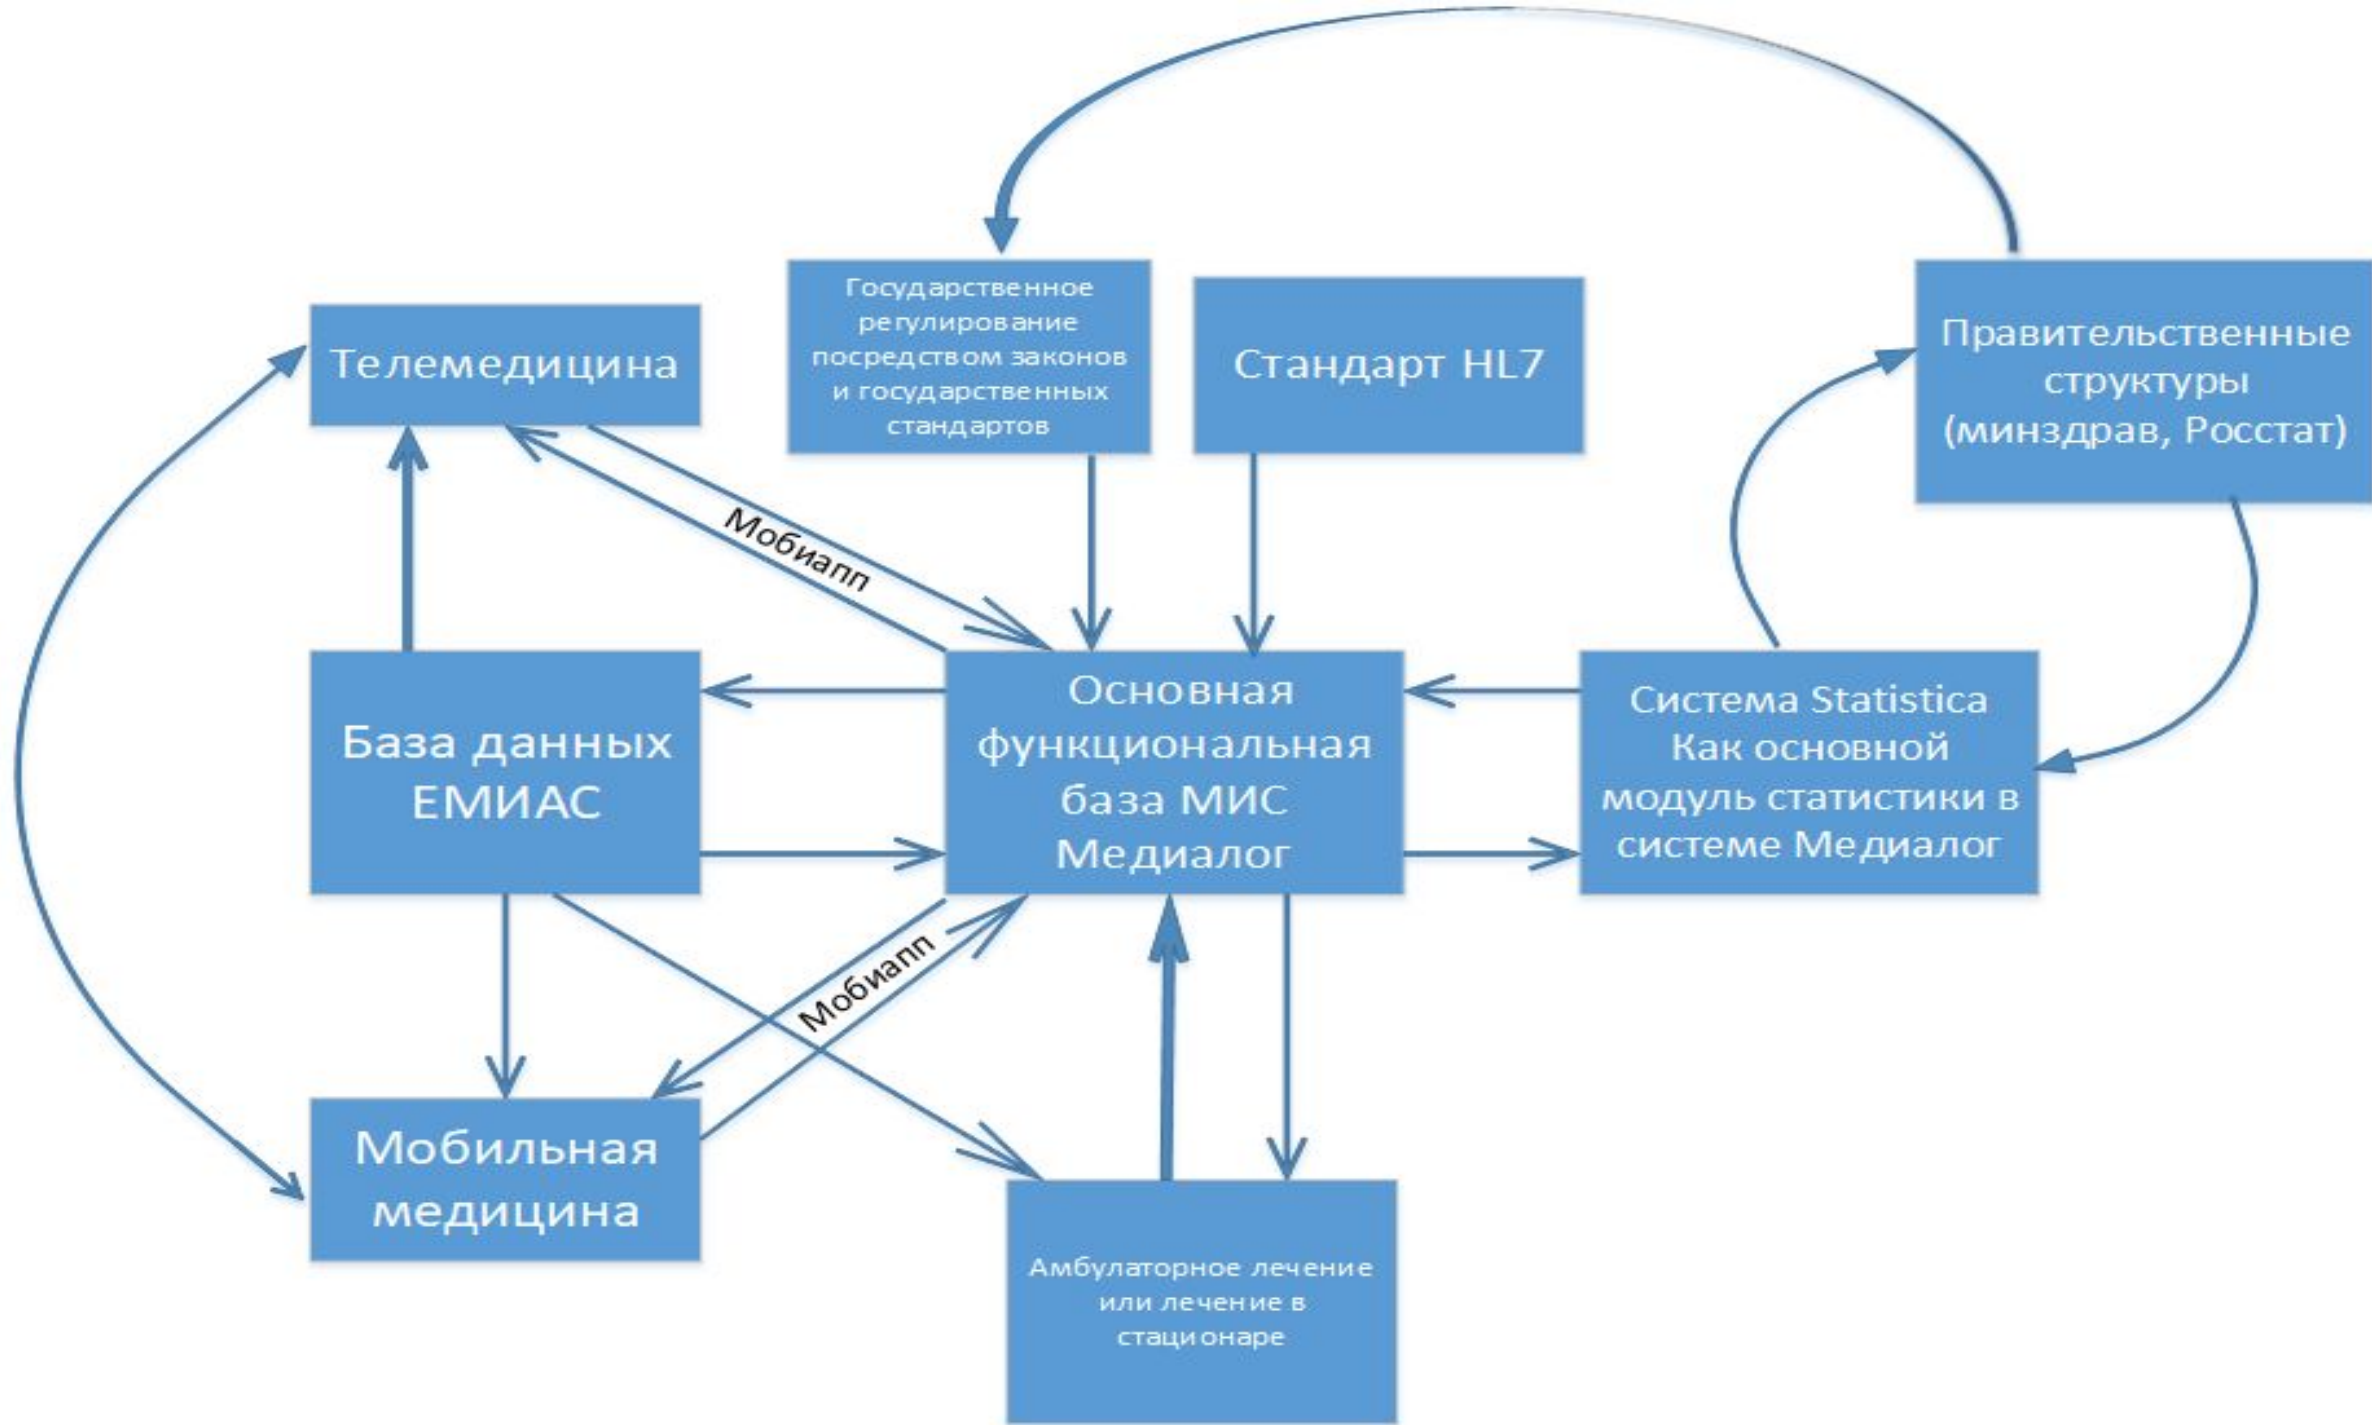 Государственное
регулирование
посредством законов
и государственных
стандартов
Стандарт HL7
Правительственные
структуры
(минздрав, Росстат)
Телемедицина
Мобиапп
База данных
ЕМИАС
Основная
функциональная
база МИС
Медиалог
Система Statistica
Как основной
модуль статистики в
системе Медиалог
Мобиапп
Мобильная
медицина
Амбулаторное лечение
или лечение в
стационаре